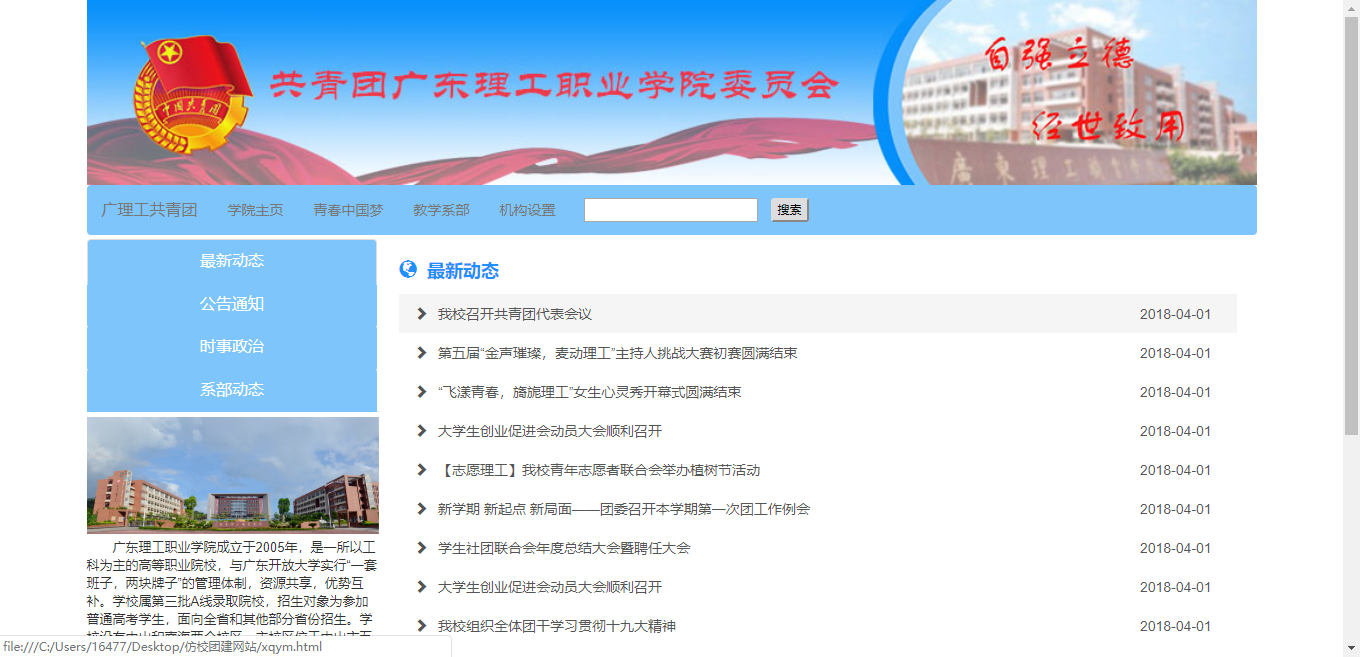 共青团广东理工职业学院委员会
自强立德
经世致用
中国共青团
广理工共青团 学院主页 青春中国梦 教学系部 机构设置 搜索
最新动态
公告通知
时事政治
系部动态
广东理工职业学院成立于2005年，是一所以工
科为主的高等职业院校，与广东开放大学实行“一套
班子，两块牌子”的管理体制，资源共享，优势互
补。学校属第三批A线录取院校，招生对象为参加
普通高考学生，面向全省和其他部分省份招生。学
最新动态
我校召开共青团代表会议 2018-04-01
第五届“金声璀璨，麦动理工”主持人挑战大赛初赛圆满结束 2018-04-01
“飞漾青春，旖旎理工”女生心灵秀开幕式圆满结束 2018-04-01
大学生创业促进会动员大会顺利召开 2018-04-01
【志愿理工】我校青年志愿者联合会举办植树节活动 2018-04-01
新学期 新起点 新局面——团委召开本学期第一次团工作例会 2018-04-01
学生社团联合会年度总结大会暨聘任大会 2018-04-01
大学生创业促进会动员大会顺利召开 2018-04-01
我校组织全体团干学习贯彻十九大精神 2018-04-01
file:///C:/Users/16477/Desktop/仿校团建网站/xqym.html